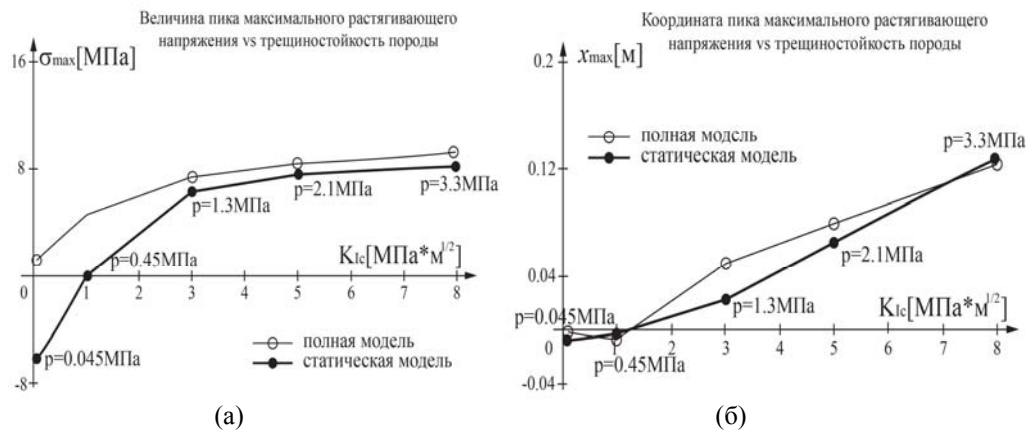 Величина пика максимального растягивающего
напряжения vs трещиностойкость породы
σmax[МПа]
16
8
0
-8
p=0.45МПа
p=1.3МПа
p=2.1МПа
p=3.3МПа
KIc[МПа*м1/2]
1 2 3 4 5 6 7 8
полная модель
статическая модель
p=0.045МПа
(а)
Координата пика максимального растягивающего
напряжения vs трещиностойкость породы
xmax[м]
0.2
полная модель
статическая модель
p=3.3МПа
0.12
p=2.1МПа
0.04
p=0.045МПа
p=1.3МПа
KIc[МПа*м1/2]
0 1 2 3 4 5 6 7 8
p=0.45МПа
-0.04
(б)